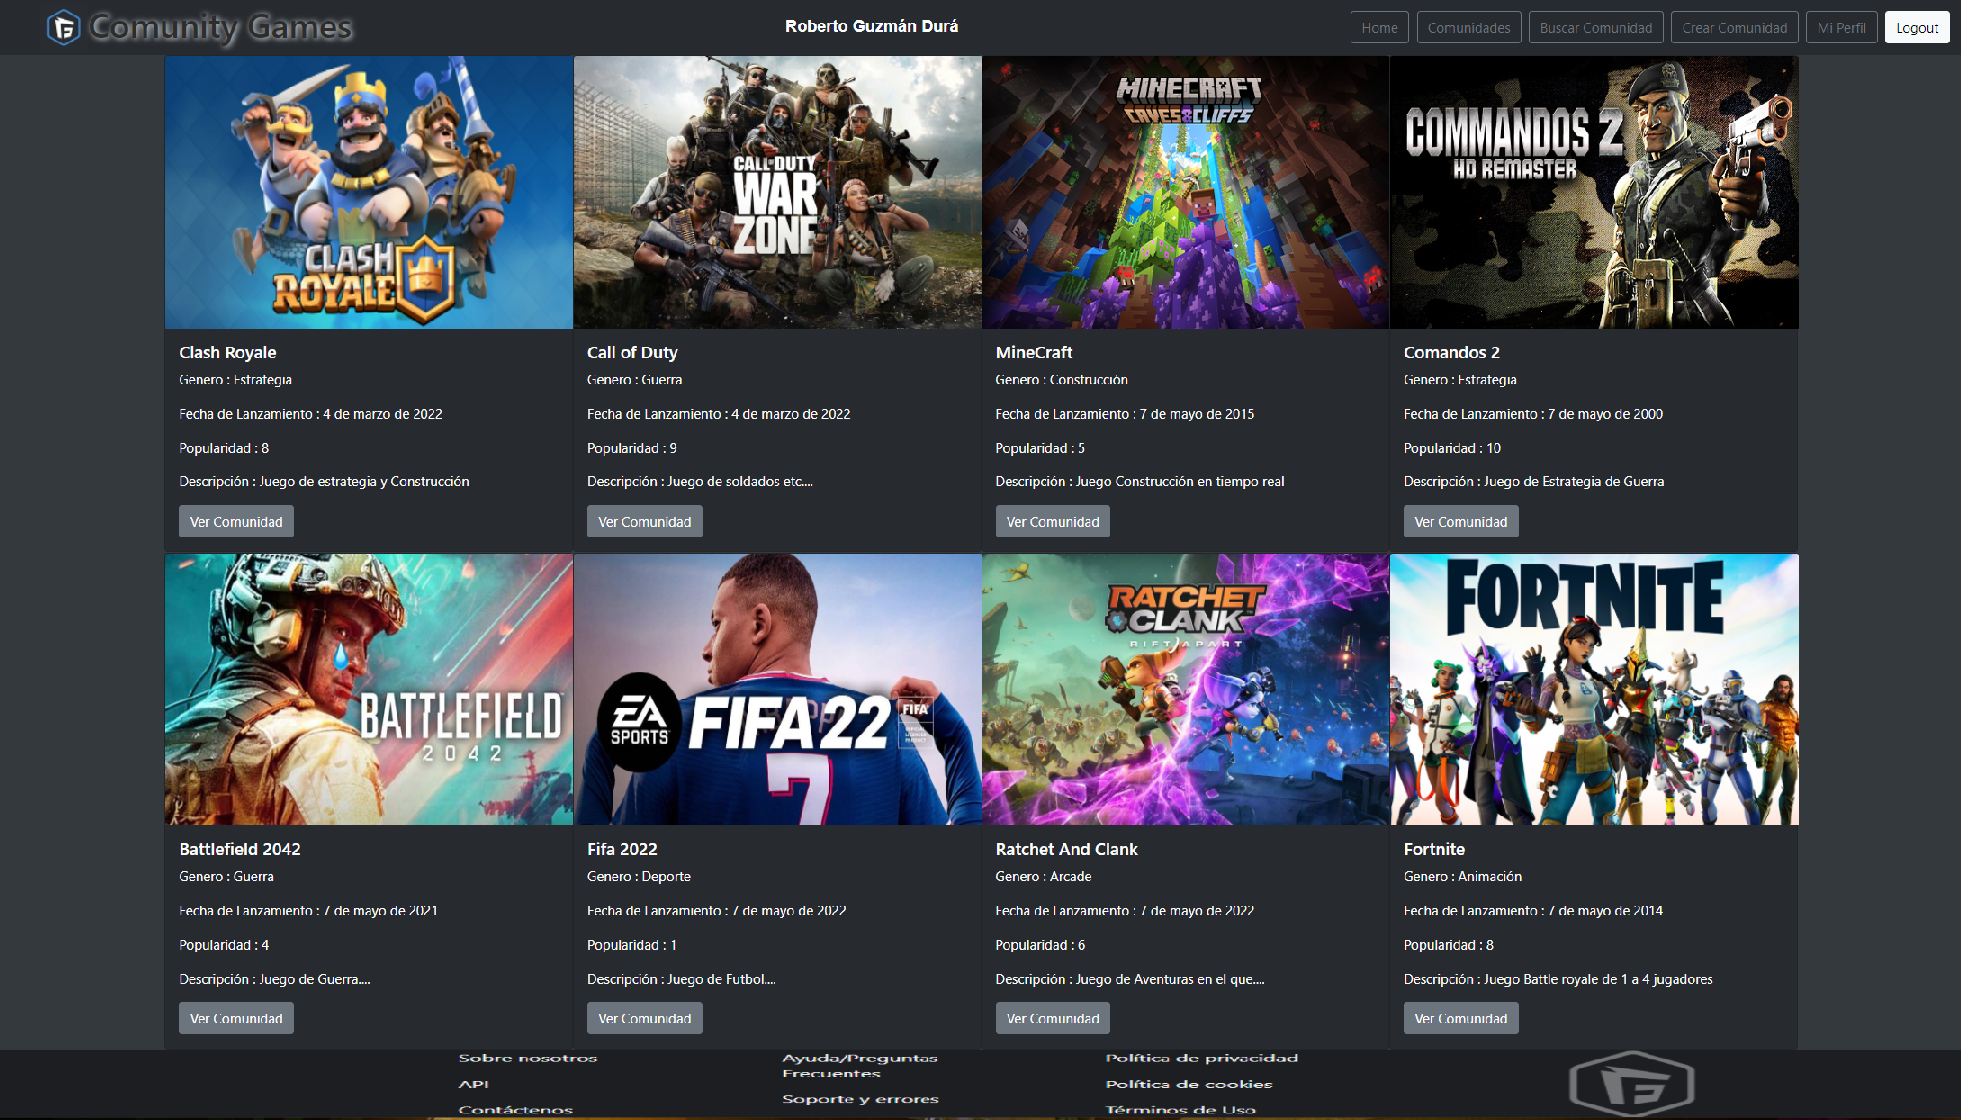 Comunity Games
Roberto Guzmán Durá
Home
Comunidades
Buscar Comunidad
Crear Comunidad
Mi Perfil
Logout
CLASH
ROYALE
CALL OF DUTY
WAR
ZONE
MINECRAFT
CAVES & CLIFFS
COMMANDOS 2
HD REMASTER
Clash Royale
Genero : Estrategia
Fecha de Lanzamiento : 4 de marzo de 2022
Popularidad : 8
Descripción : Juego de estrategia y Construcción
Ver Comunidad
Call of Duty
Genero : Guerra
Fecha de Lanzamiento : 4 de marzo de 2022
Popularidad : 9
Descripción : Juego de soldados etc....
Ver Comunidad
MineCraft
Genero : Construcción
Fecha de Lanzamiento : 7 de mayo de 2015
Popularidad : 5
Descripción : Juego Construcción en tiempo real
Ver Comunidad
Comandos 2
Genero : Estrategia
Fecha de Lanzamiento : 7 de mayo de 2000
Popularidad : 10
Descripción : Juego de Estrategia de Guerra
Ver Comunidad
BATTLEFIELD
2042
EA
SPORTS
FIFA 22
FIFA
7
RATCHET
CLANK
RIFT APART
FORTNITE
Battlefield 2042
Genero : Guerra
Fecha de Lanzamiento : 7 de mayo de 2021
Popularidad : 4
Descripción : Juego de Guerra....
Ver Comunidad
Fifa 2022
Genero : Deporte
Fecha de Lanzamiento : 7 de mayo de 2022
Popularidad : 1
Descripción : Juego de Futbol....
Ver Comunidad
Ratchet And Clank
Genero : Arcade
Fecha de Lanzamiento : 7 de mayo de 2022
Popularidad : 6
Descripción : Juego de Aventuras en el que....
Ver Comunidad
Fortnite
Genero : Animación
Fecha de Lanzamiento : 7 de mayo de 2014
Popularidad : 8
Descripción : Juego Battle royale de 1 a 4 jugadores
Ver Comunidad
Sobre nosotros
API
Contáctenos
Ayuda/Preguntas
Frecuentes
Soporte y errores
Política de privacidad
Política de cookies
Términos de Uso